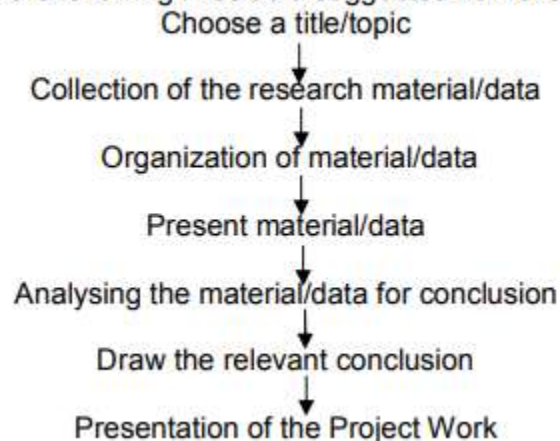 Choose a title/topic
Collection of the research material/data
Organization of material/data
Present material/data
Analysing the material/data for conclusion
Draw the relevant conclusion
Presentation of the Project Work